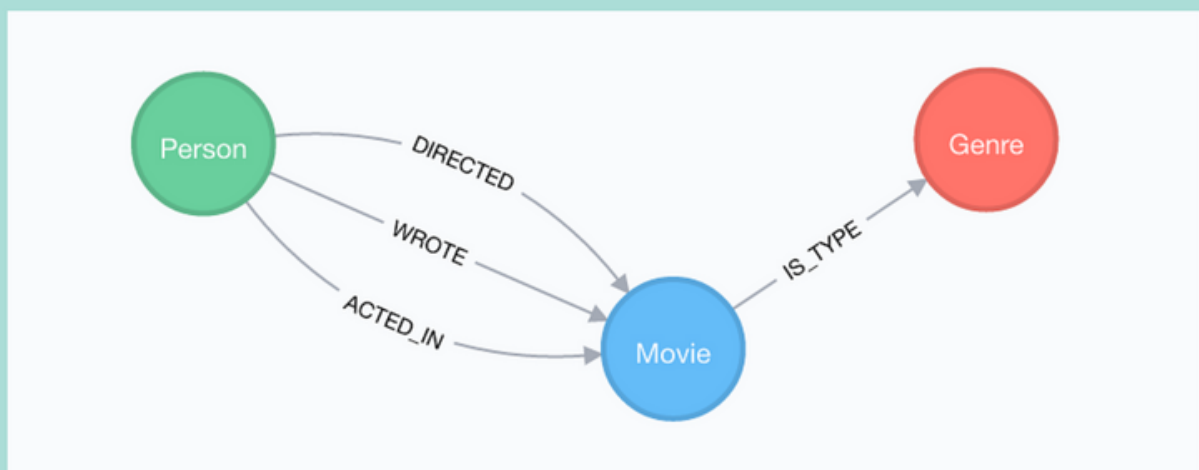 Person
DIRECTED
WROTE
ACTED_IN
Movie
IS_TYPE
Genre